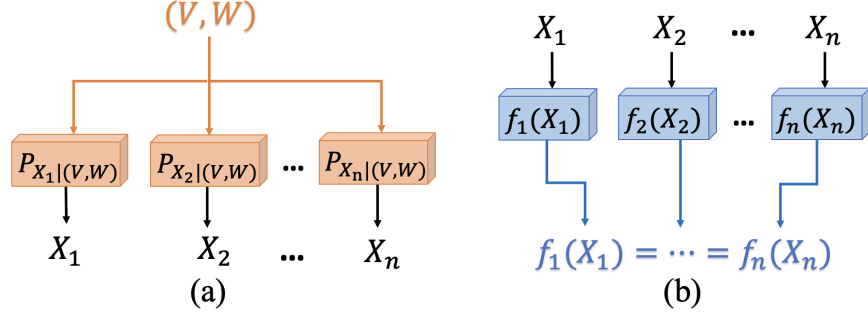 (V, W)
P_{X_1|(V,W)} P_{X_2|(V,W)} ... P_{X_n|(V,W)}
X_1 X_2 ... X_n
(a)
X_1 X_2 ... X_n
f_1(X_1) f_2(X_2) ... f_n(X_n)
f_1(X_1) = ⋯ = f_n(X_n)
(b)